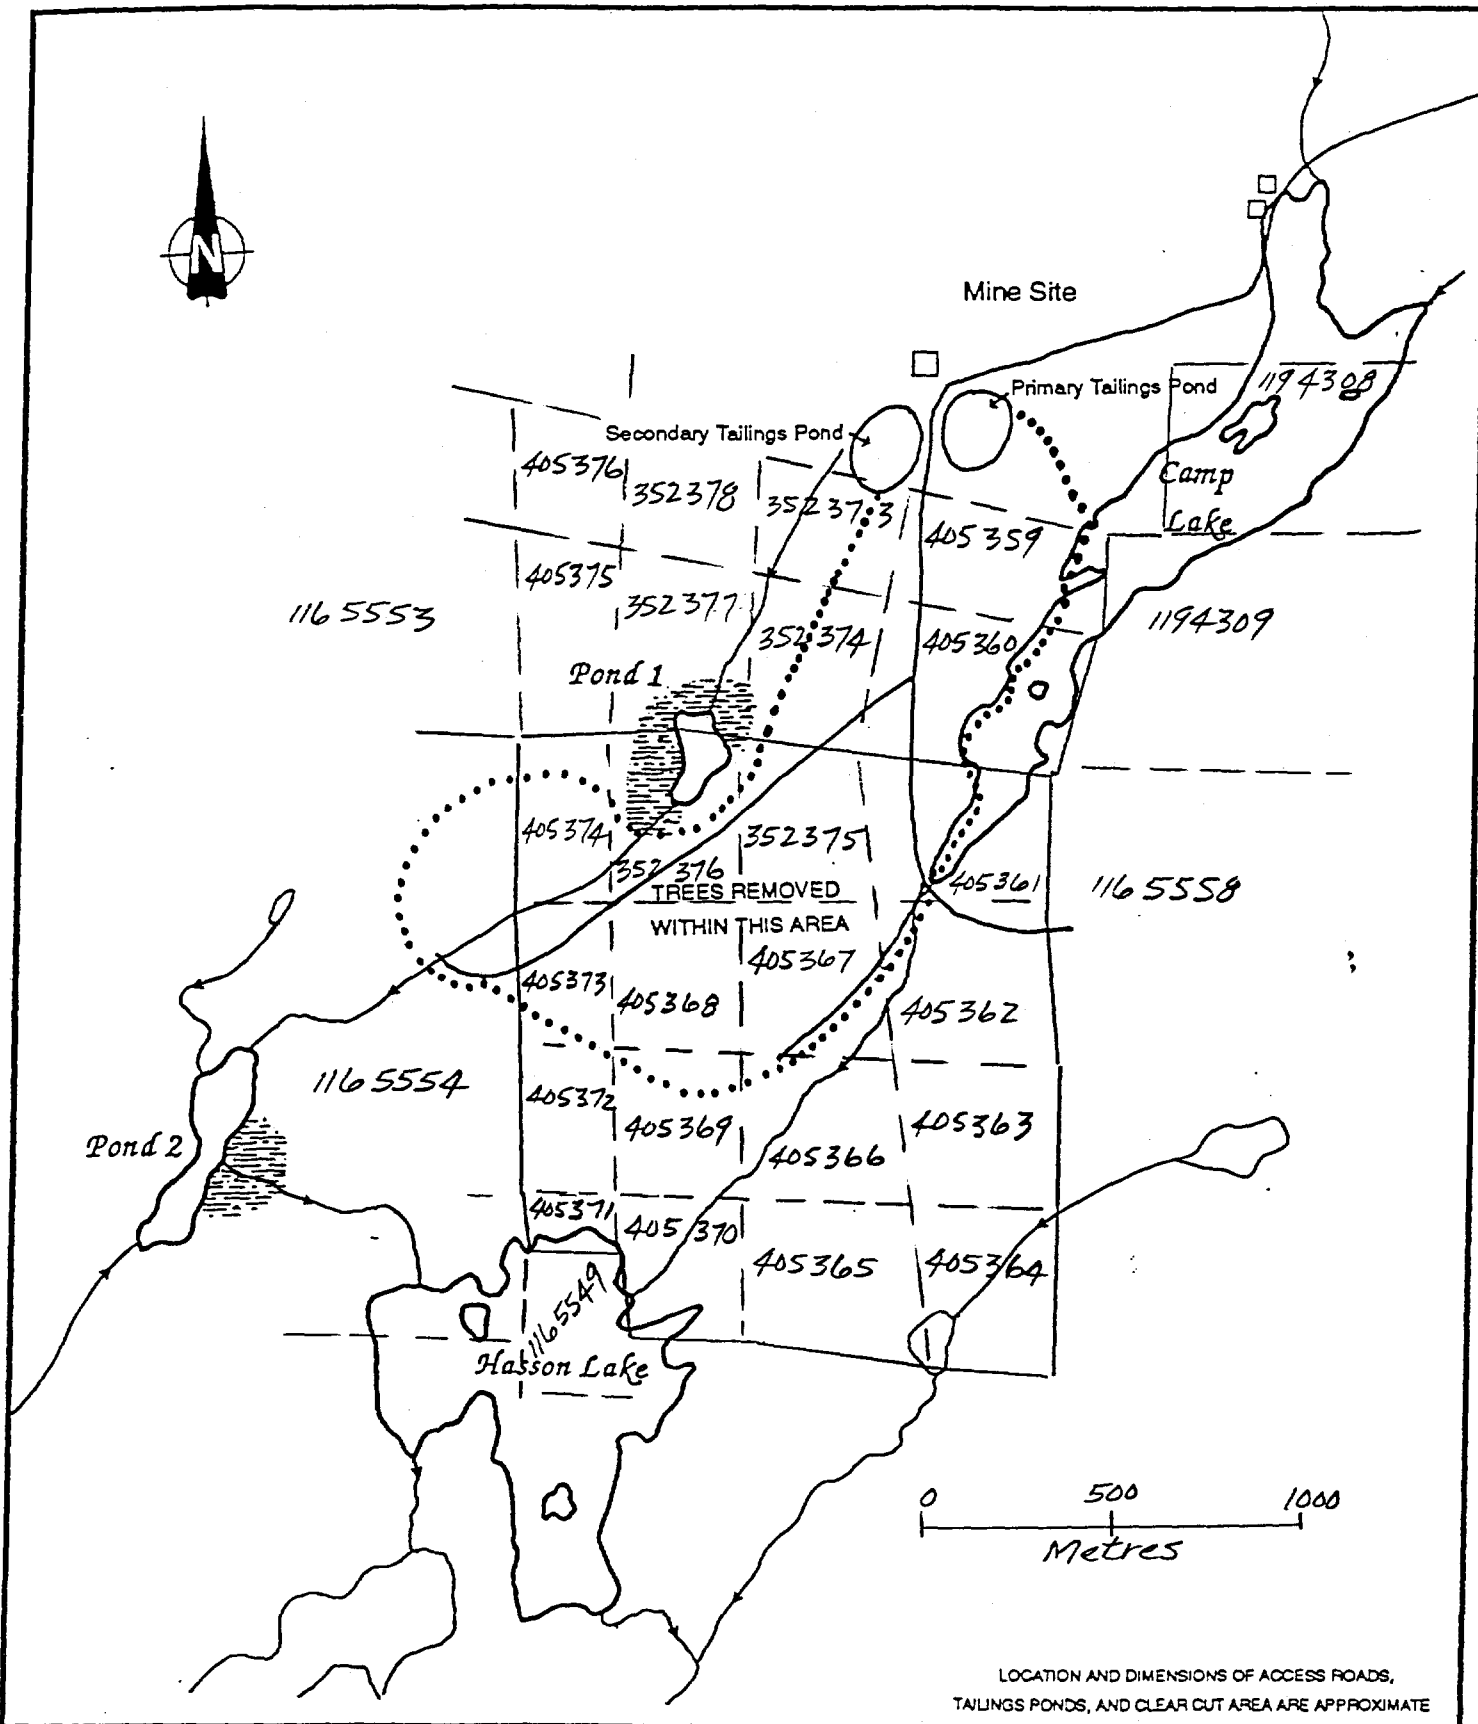 N
Mine Site
Primary Tailings Pond
1194308
Secondary Tailings Pond
405376
352378
352373
Camp
Lake
405359
405375
352377
1165553
352374
405360
1194309
Pond 1
405374
352375
352376
405361
1165558
TREES REMOVED
WITHIN THIS AREA
405367
405373
405368
405362
1165554
405372
405369
405363
Pond 2
405366
405371
405370
405365
405364
1165549
Hasson Lake
0 500 1000
Metres
LOCATION AND DIMENSIONS OF ACCESS ROADS,
TAILINGS PONDS, AND CLEAR CUT AREA ARE APPROXIMATE